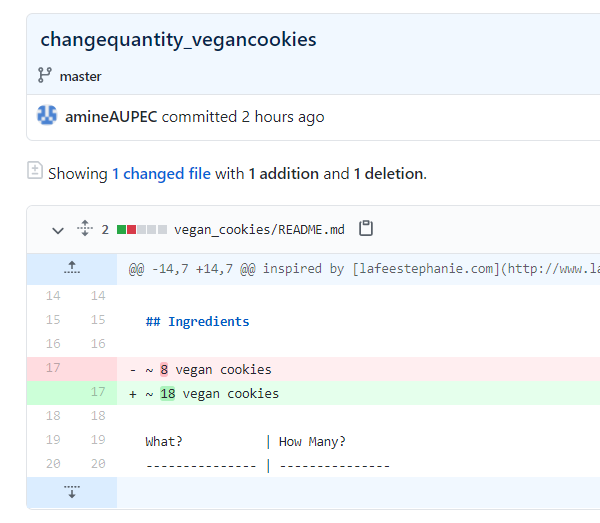 changequantity_vegancookies
master
amineAUPEC committed 2 hours ago
Showing 1 changed file with 1 addition and 1 deletion.
2 vegan_cookies/README.md
@@ -14,7 +14,7 @@ inspired by [lafeestephanie.com](http://www.la
14 14
15 15 ## Ingredients
16 16
17 - ~ 8 vegan cookies
17 + ~ 18 vegan cookies
18 18
19 19 What? | How Many?
20 20 --------------- | ---------------